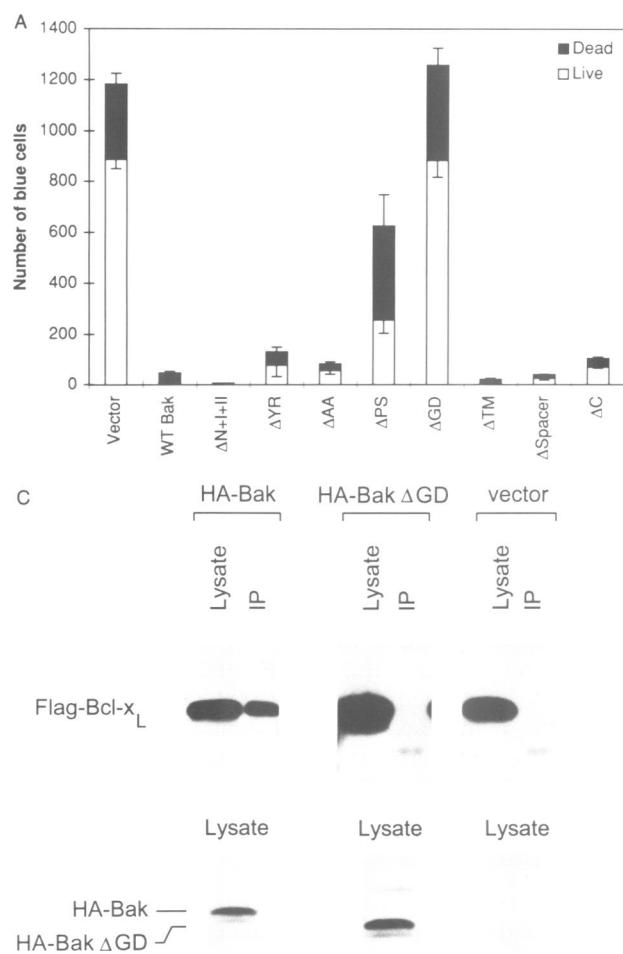 A
Number of blue cells
1400
1200
1000
800
600
400
200
0
Dead
Live
Vector
WT Bak
ΔN+I+II
ΔYR
ΔAA
ΔPS
ΔGD
ΔTM
ΔSpacer
ΔC
C
HA-Bak HA-Bak ΔGD vector
Lysate IP Lysate IP Lysate IP
Flag-Bcl-xL
Lysate Lysate Lysate
HA-Bak
HA-Bak ΔGD